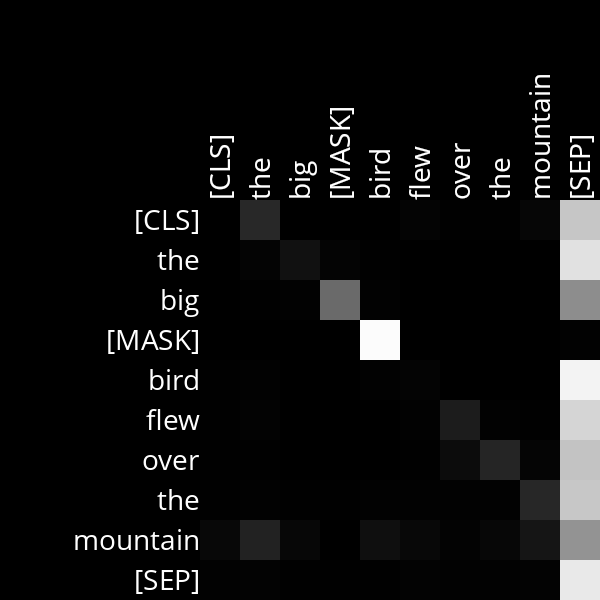 [CLS] the big [MASK] bird flew over the mountain [SEP]
[CLS]
the
big
[MASK]
bird
flew
over
the
mountain
[SEP]